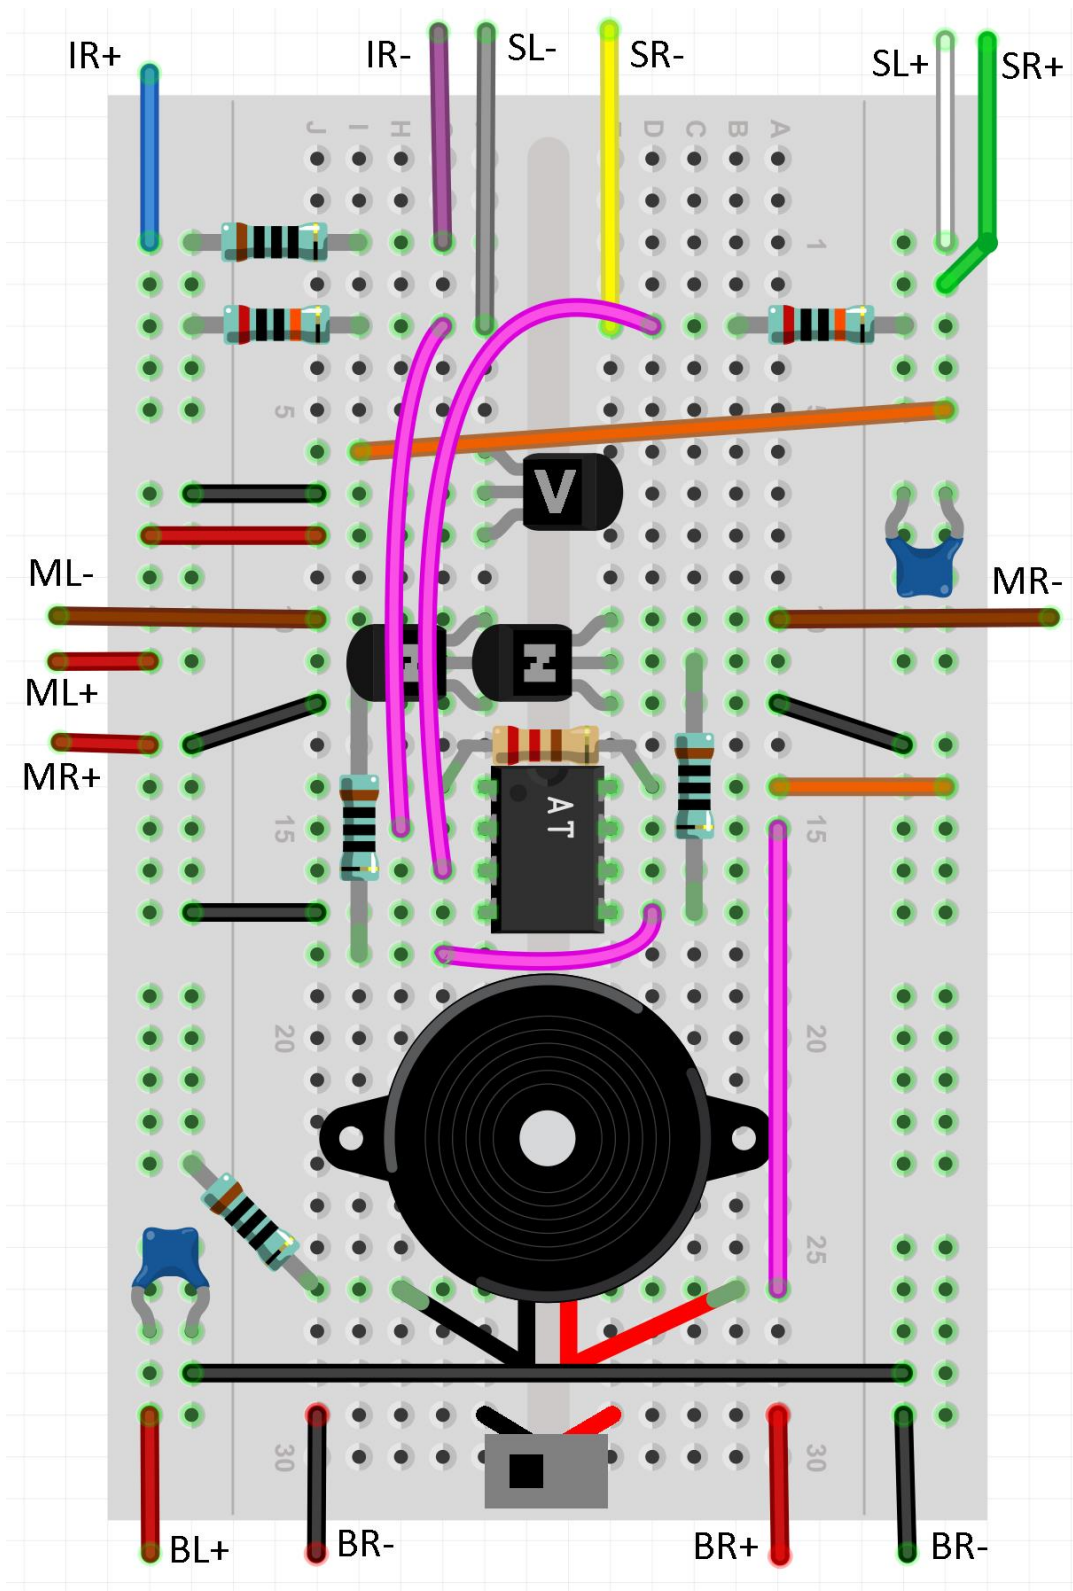 IR+
IR-
SL-
SR-
SL+
SR+
J I H D C B A
1
5
V
ML-
MR-
ML+
N
MR+
AT
15
20
20
25
30
30
BL+
BR-
BR+
BR-